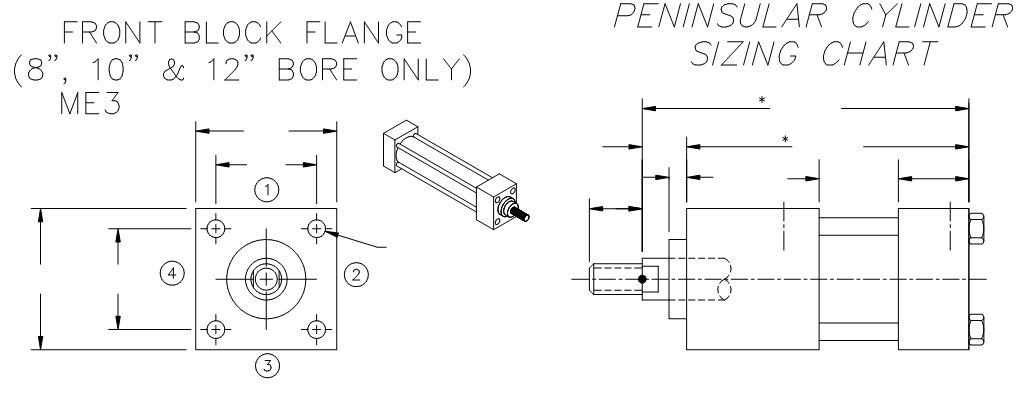 FRONT BLOCK FLANGE
(8”, 10” & 12” BORE ONLY)
ME3
PENINSULAR CYLINDER
SIZING CHART
*
*
1
4
2
3